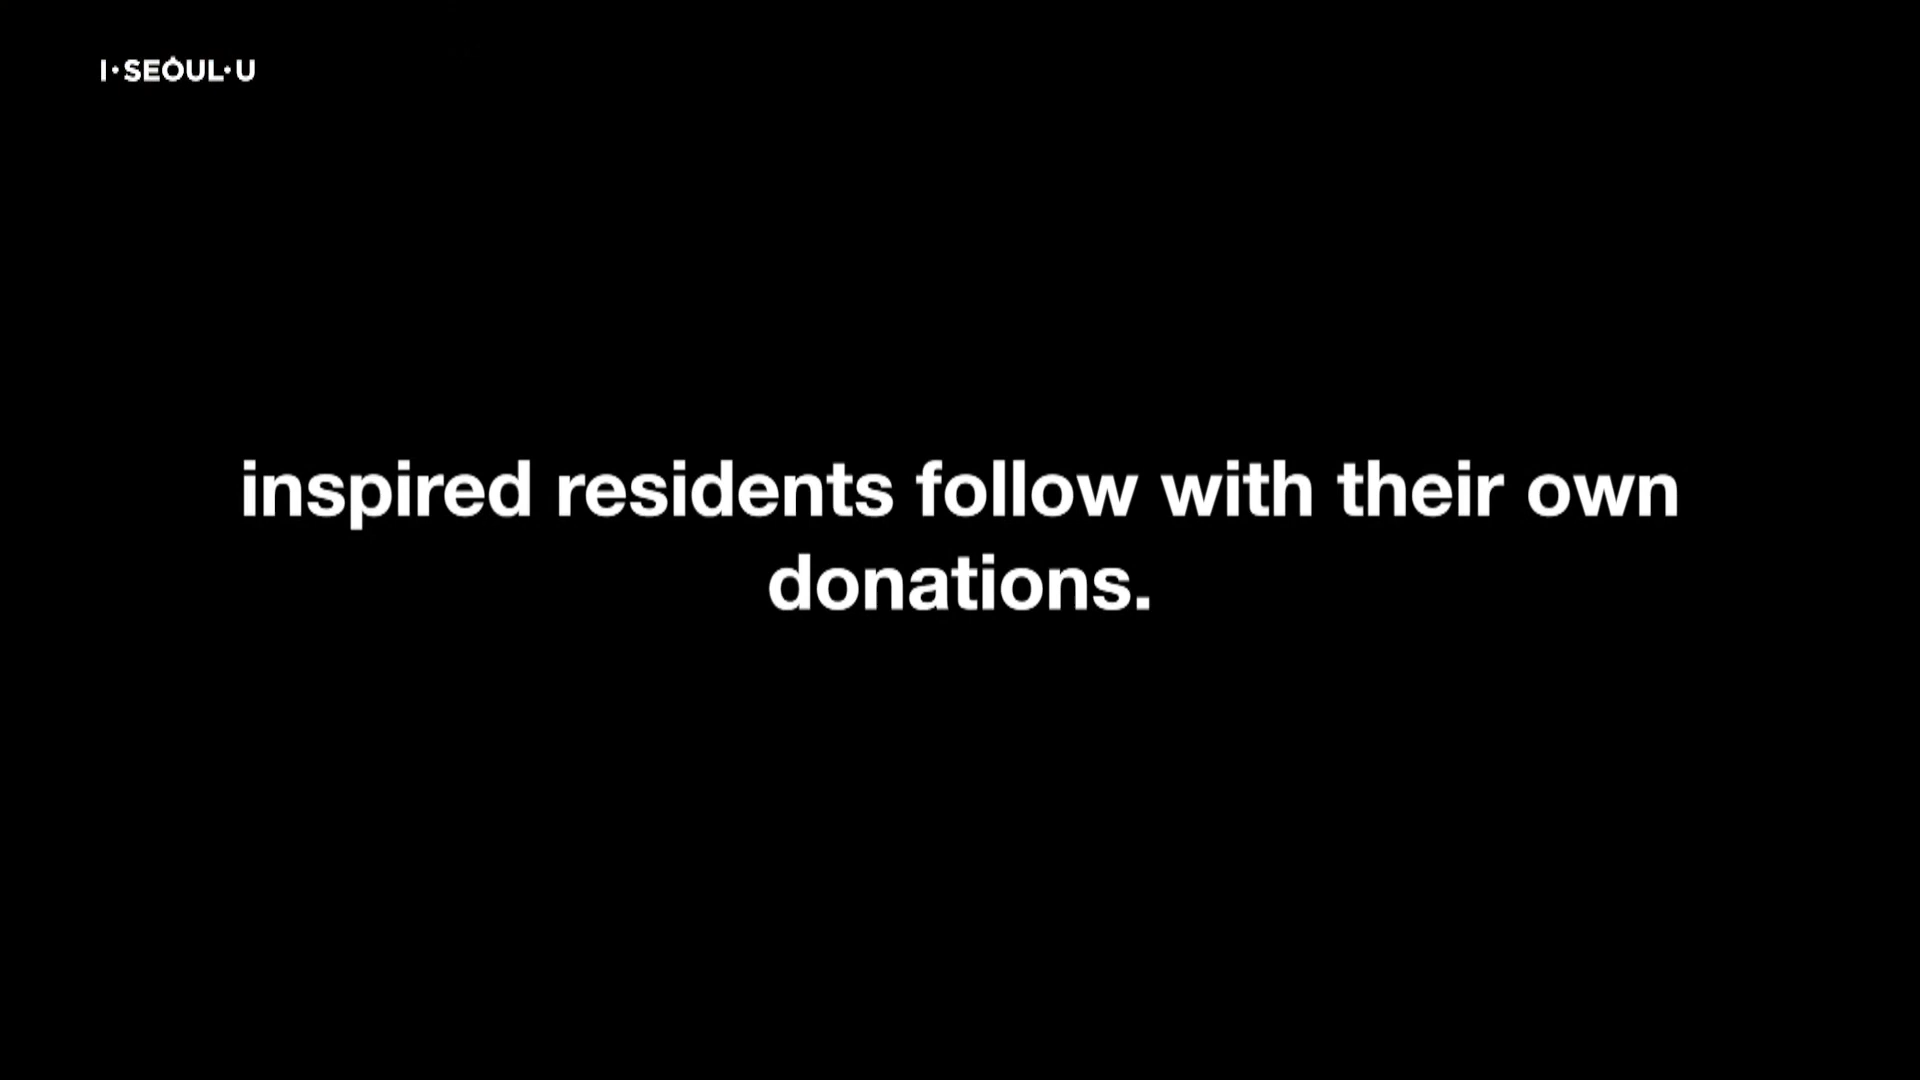 I·SEOUL·U
inspired residents follow with their own
donations.